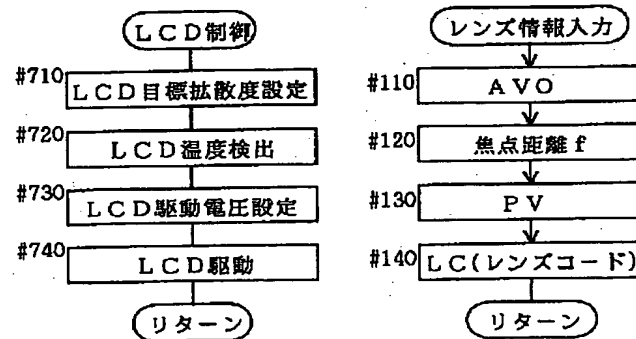 LCD制御
#710
LCD目標拡散度設定
#720
LCD温度検出
#730
LCD駆動電圧設定
#740
LCD駆動
リターン
レンズ情報入力
#110
AVO
#120
焦点距離f
#130
PV
#140
LC(レンズコード)
リターン